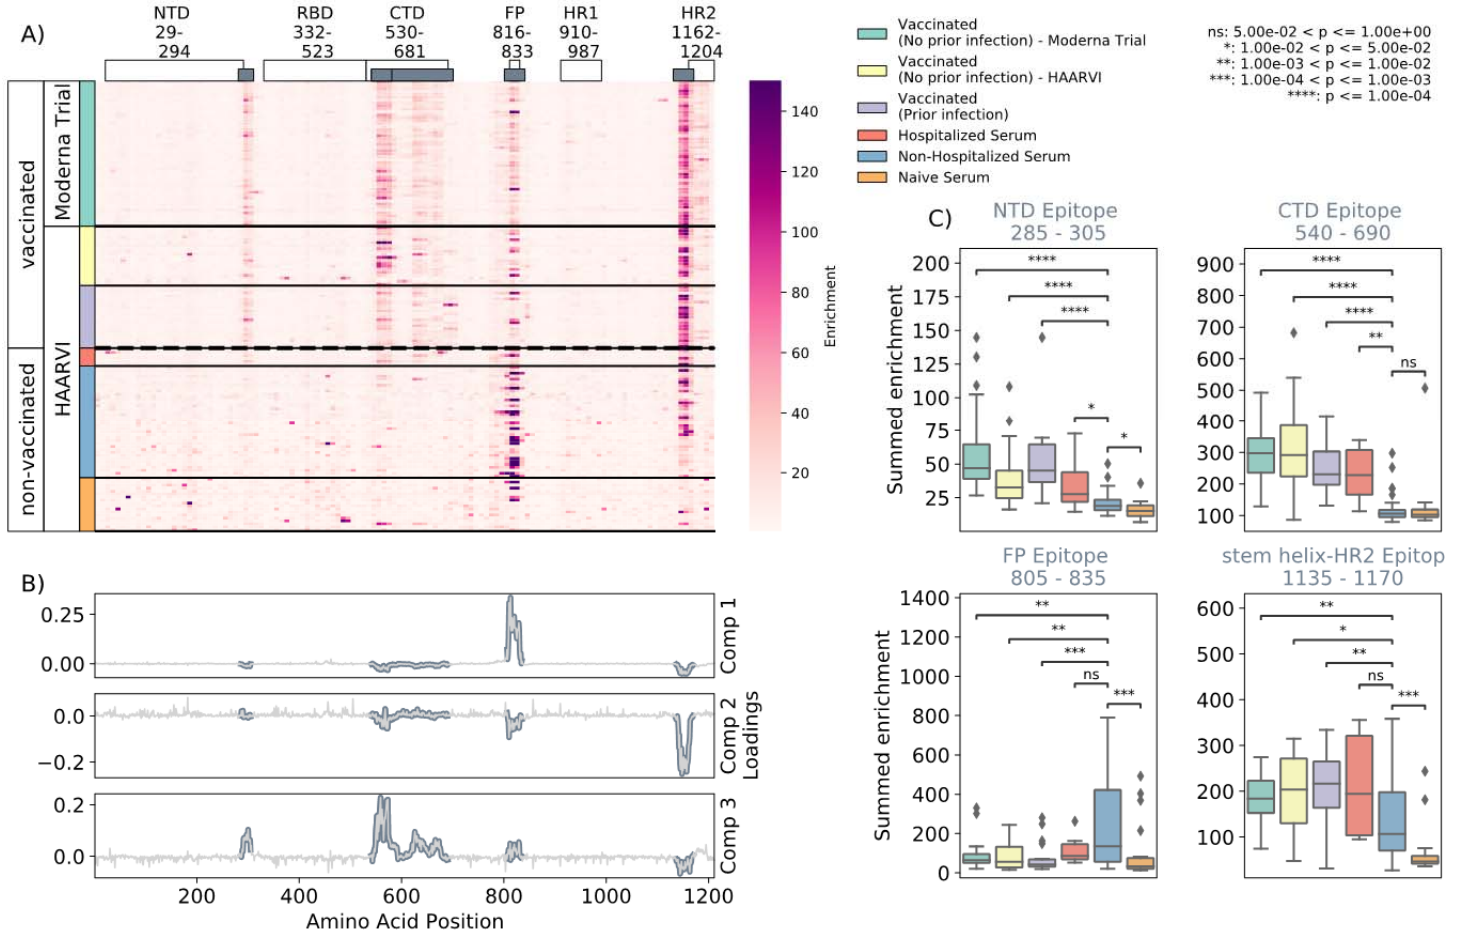 A)
NTD
29-
294
RBD
332-
523
CTD
530-
681
FP
816-
833
HR1
910-
987
HR2
1162-
1204
vaccinated
non-vaccinated
Moderna Trial
HAARVI
140
120
100
80
60
40
20
Enrichment
Vaccinated
(No prior infection) - Moderna Trial
Vaccinated
(No prior infection) - HAARVI
Vaccinated
(Prior infection)
Hospitalized Serum
Non-Hospitalized Serum
Naive Serum
ns: 5.00e-02 < p <= 1.00e+00
*: 1.00e-02 < p <= 5.00e-02
**: 1.00e-03 < p <= 1.00e-02
***: 1.00e-04 < p <= 1.00e-03
****: p <= 1.00e-04
B)
0.25
0.00
Comp 1
0.0
−0.2
Comp 2
Loadings
0.2
0.0
Comp 3
200
400
600
800
1000
1200
Amino Acid Position
C)
NTD Epitope
285 - 305
Summed enrichment
200
175
150
125
100
75
50
25
****
****
****
*
*
CTD Epitope
540 - 690
900
800
700
600
500
400
300
200
100
****
****
****
**
ns
FP Epitope
805 - 835
Summed enrichment
1400
1200
1000
800
600
400
200
0
**
**
***
ns
***
stem helix-HR2 Epitop
1135 - 1170
600
500
400
300
200
100
**
*
**
ns
***